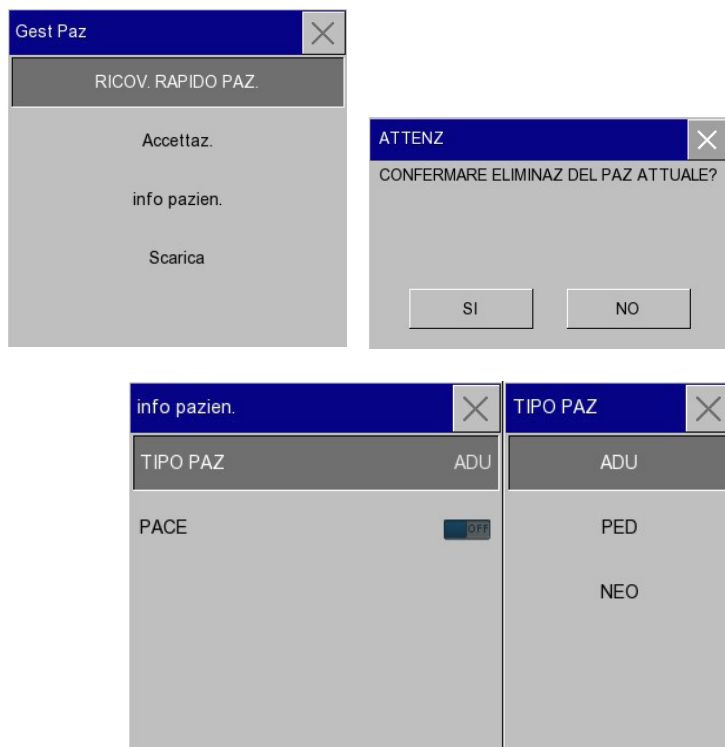 Gest Paz
RICOV. RAPIDO PAZ.
Accettaz.
info pazien.
Scarica
ATTENZ
CONFERMARE ELIMINAZ DEL PAZ ATTUALE?
SI NO
info pazien.
TIPO PAZ ADU
PACE OFF
TIPO PAZ
ADU
PED
NEO